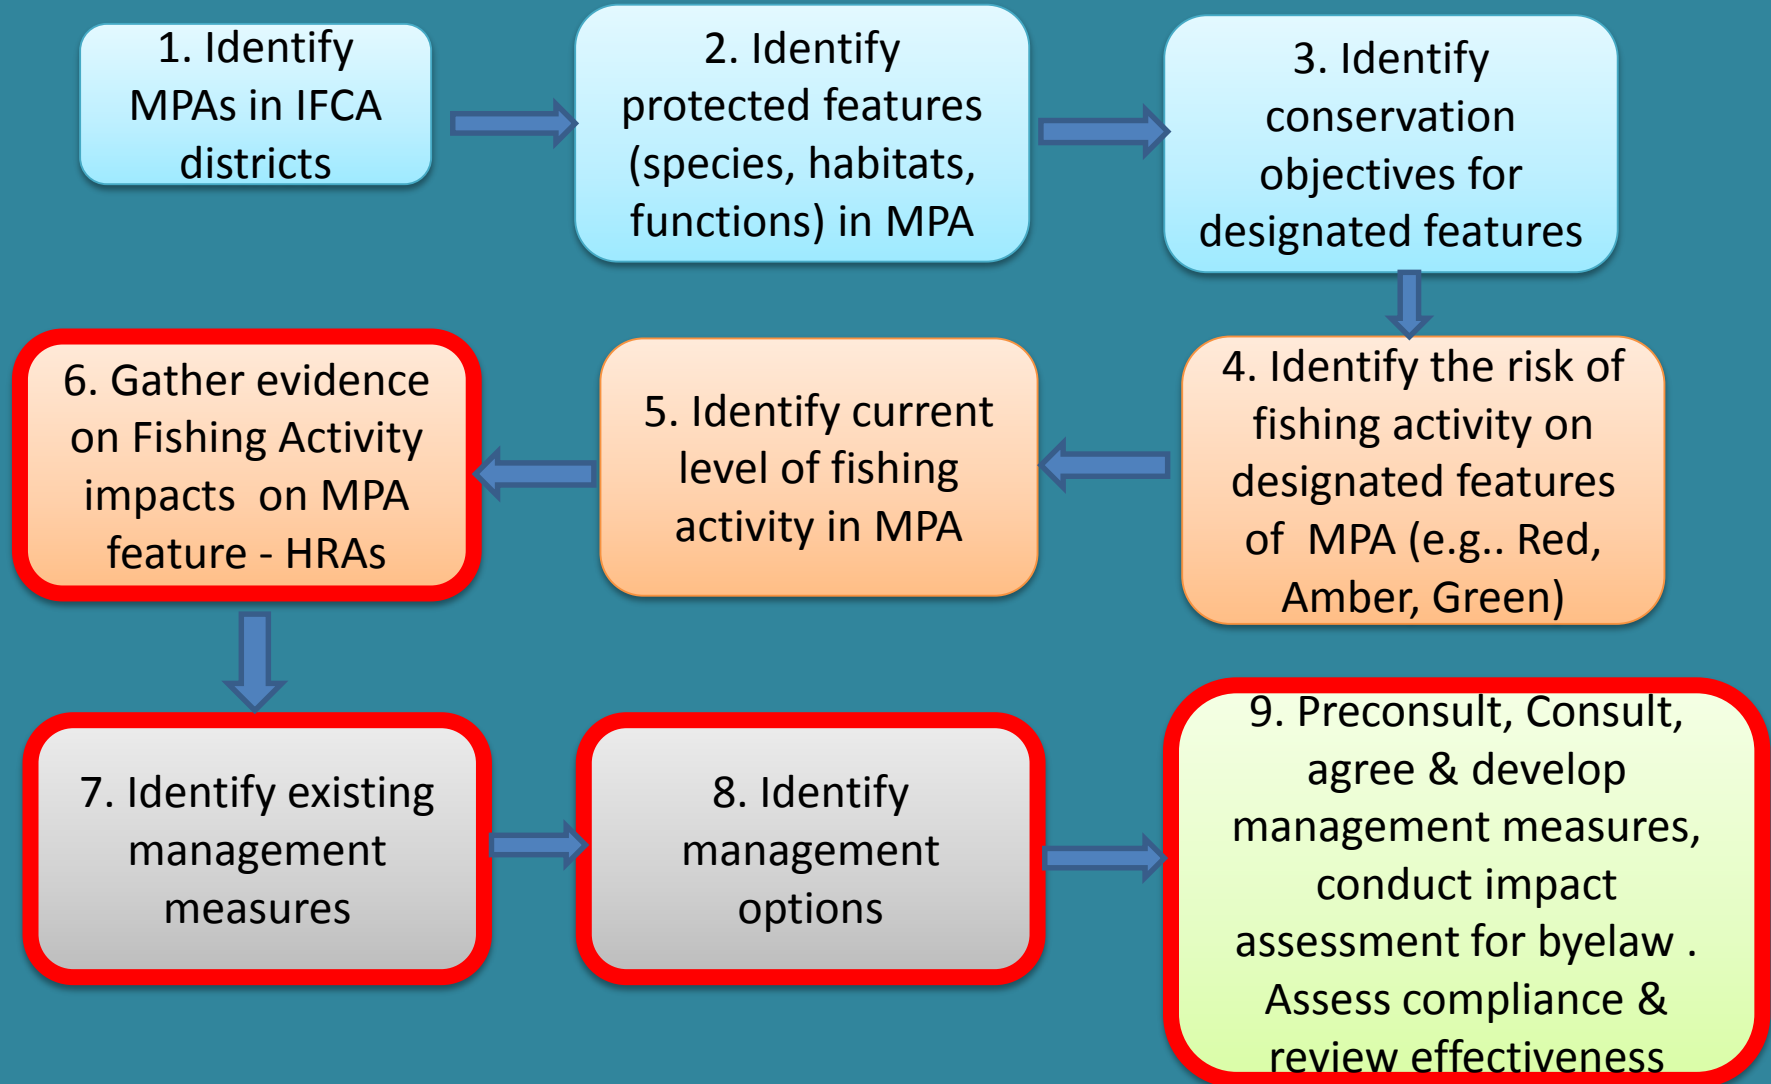 1. Identify
MPAs in IFCA
districts
2. Identify
protected features
(species, habitats,
functions) in MPA
3. Identify
conservation
objectives for
designated features
4. Identify the risk of
fishing activity on
designated features
of MPA (e.g.. Red,
Amber, Green)
5. Identify current
level of fishing
activity in MPA
6. Gather evidence
on Fishing Activity
impacts on MPA
feature - HRAs
7. Identify existing
management
measures
8. Identify
management
options
9. Preconsult, Consult,
agree & develop
management measures,
conduct impact
assessment for byelaw .
Assess compliance &
review effectiveness